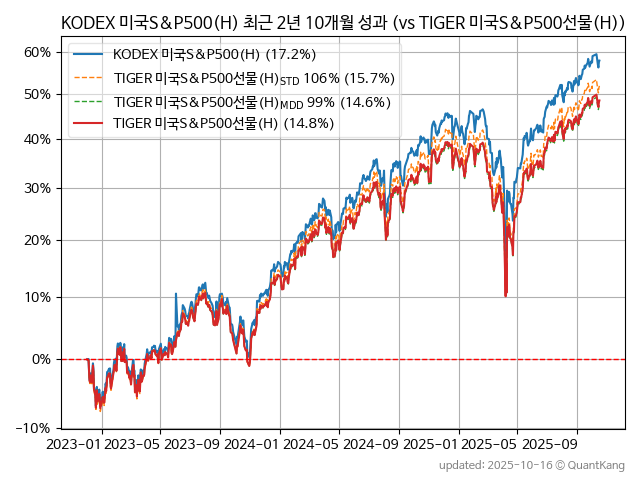 KODEX 미국S&P500(H) 최근 2년 10개월 성과 (vs TIGER 미국S&P500선물(H))
60%
50%
40%
30%
20%
10%
0%
−10%
KODEX 미국S&P500(H) (17.2%)
TIGER 미국S&P500선물(H)STD 106% (15.7%)
TIGER 미국S&P500선물(H)MDD 99% (14.6%)
TIGER 미국S&P500선물(H) (14.8%)
2023-01 2023-05 2023-09 2024-01 2024-05 2024-09 2025-01 2025-05 2025-09
updated: 2025-10-16 © QuantKang